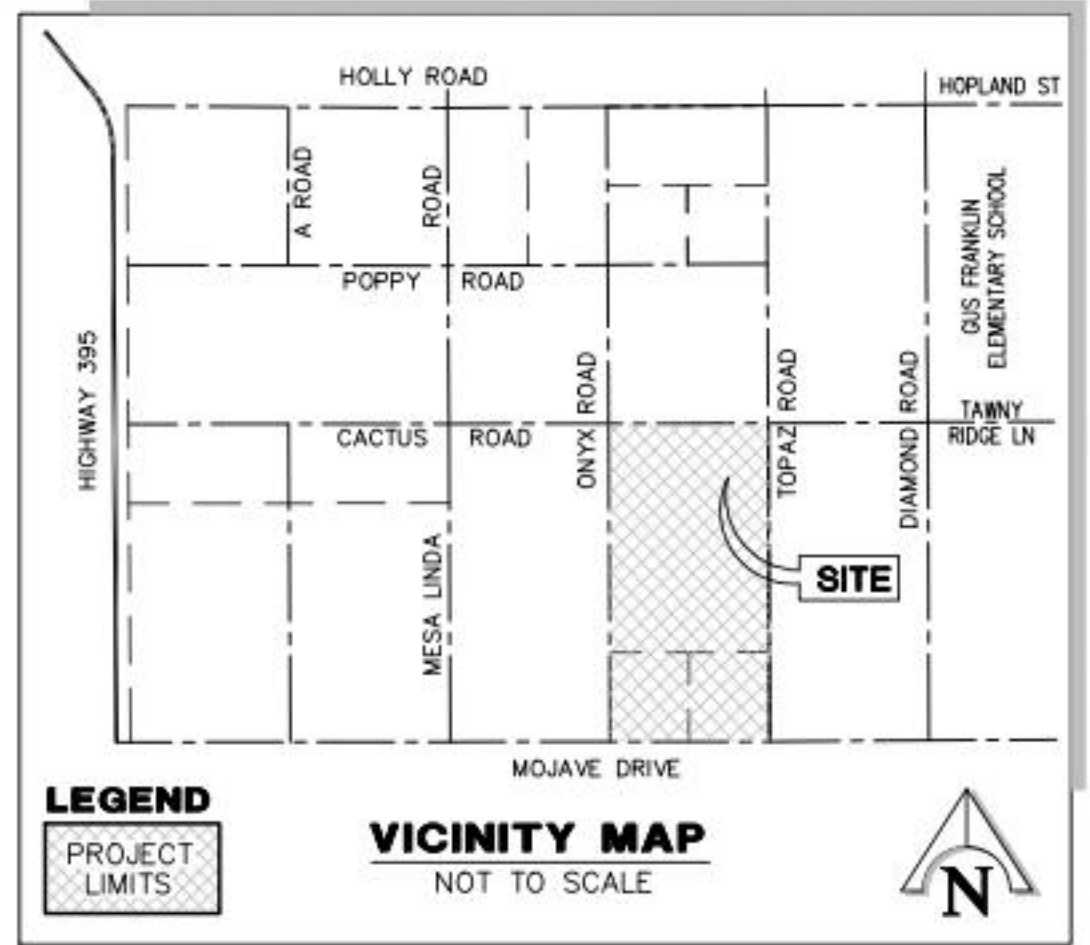 HOLLY ROAD
HOPLAND ST
A ROAD
ROAD
GUS FRANKLIN
ELEMENTARY SCHOOL
POPPY ROAD
HIGHWAY 395
ONYX ROAD
TOPAZ ROAD
DIAMOND ROAD
TAWNY
RIDGE LN
CACTUS ROAD
MESA LINDA
SITE
MOJAVE DRIVE
LEGEND
PROJECT
LIMITS
VICINITY MAP
NOT TO SCALE
N